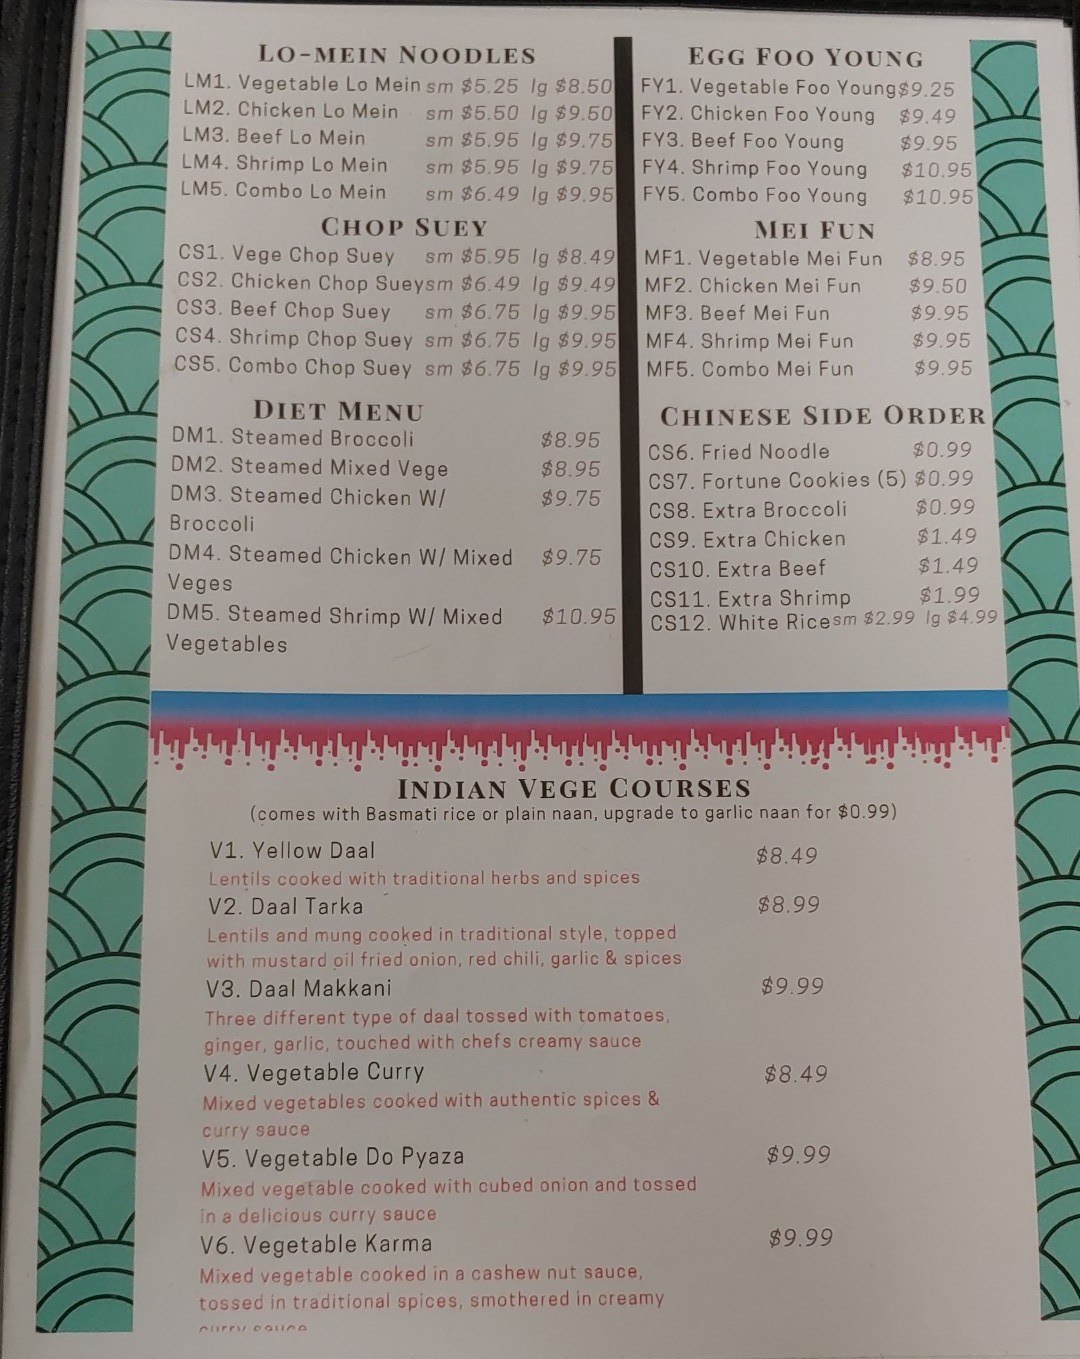 LO-MEIN NOODLES
LM1. Vegetable Lo Mein sm $5.25 lg $8.50
LM2. Chicken Lo Mein sm $5.50 lg $9.50
LM3. Beef Lo Mein sm $5.95 lg $9.75
LM4. Shrimp Lo Mein sm $5.95 lg $9.75
LM5. Combo Lo Mein sm $6.49 lg $9.95
CHOP SUEY
CS1. Vege Chop Suey sm $5.95 lg $8.49
CS2. Chicken Chop Suey sm $6.49 lg $9.49
CS3. Beef Chop Suey sm $6.75 lg $9.95
CS4. Shrimp Chop Suey sm $6.75 lg $9.95
CS5. Combo Chop Suey sm $6.75 lg $9.95
DIET MENU
DM1. Steamed Broccoli $8.95
DM2. Steamed Mixed Vege $8.95
DM3. Steamed Chicken W/ $9.75
Broccoli
DM4. Steamed Chicken W/ Mixed $9.75
Veges
DM5. Steamed Shrimp W/ Mixed $10.95
Vegetables
EGG FOO YOUNG
FY1. Vegetable Foo Young $9.25
FY2. Chicken Foo Young $9.49
FY3. Beef Foo Young $9.95
FY4. Shrimp Foo Young $10.95
FY5. Combo Foo Young $10.95
MEI FUN
MF1. Vegetable Mei Fun $8.95
MF2. Chicken Mei Fun $9.50
MF3. Beef Mei Fun $9.95
MF4. Shrimp Mei Fun $9.95
MF5. Combo Mei Fun $9.95
CHINESE SIDE ORDER
CS6. Fried Noodle $0.99
CS7. Fortune Cookies (5) $0.99
CS8. Extra Broccoli $0.99
CS9. Extra Chicken $1.49
CS10. Extra Beef $1.49
CS11. Extra Shrimp $1.99
CS12. White Rice sm $2.99 lg $4.99
INDIAN VEGE COURSES
(comes with Basmati rice or plain naan, upgrade to garlic naan for $0.99)
V1. Yellow Daal $8.49
Lentils cooked with traditional herbs and spices
V2. Daal Tarka $8.99
Lentils and mung cooked in traditional style, topped
with mustard oil fried onion, red chili, garlic & spices
V3. Daal Makkani $9.99
Three different type of daal tossed with tomatoes,
ginger, garlic, touched with chefs creamy sauce
V4. Vegetable Curry $8.49
Mixed vegetables cooked with authentic spices &
curry sauce
V5. Vegetable Do Pyaza $9.99
Mixed vegetable cooked with cubed onion and tossed
in a delicious curry sauce
V6. Vegetable Karma $9.99
Mixed vegetable cooked in a cashew nut sauce,
tossed in traditional spices, smothered in creamy
curry sauce